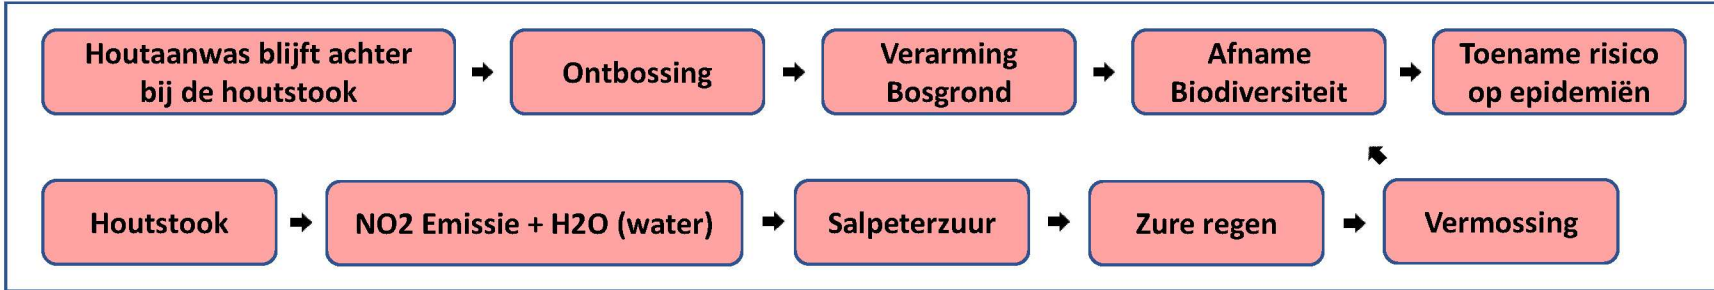 Houtaanwas blijft achter
bij de houtstook
Ontbossing
Verarming
Bosgrond
Afname
Biodiversiteit
Toename risico
op epidemiën
Houtstook
NO2 Emissie + H2O (water)
Salpeterzuur
Zure regen
Vermossing